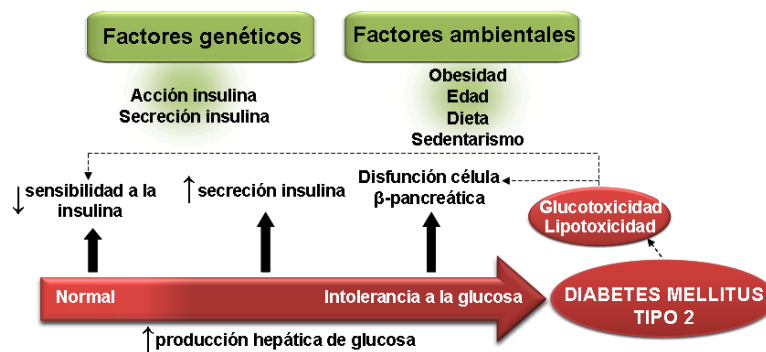 Factores genéticos
Factores ambientales
Acción insulina
Secreción insulina
Obesidad
Edad
Dieta
Sedentarismo
↓ sensibilidad a la
insulina
↑ secreción insulina
Disfunción célula
β-pancreática
Glucotoxicidad
Lipotoxicidad
Normal
Intolerancia a la glucosa
DIABETES MELLITUS
TIPO 2
↑ producción hepática de glucosa